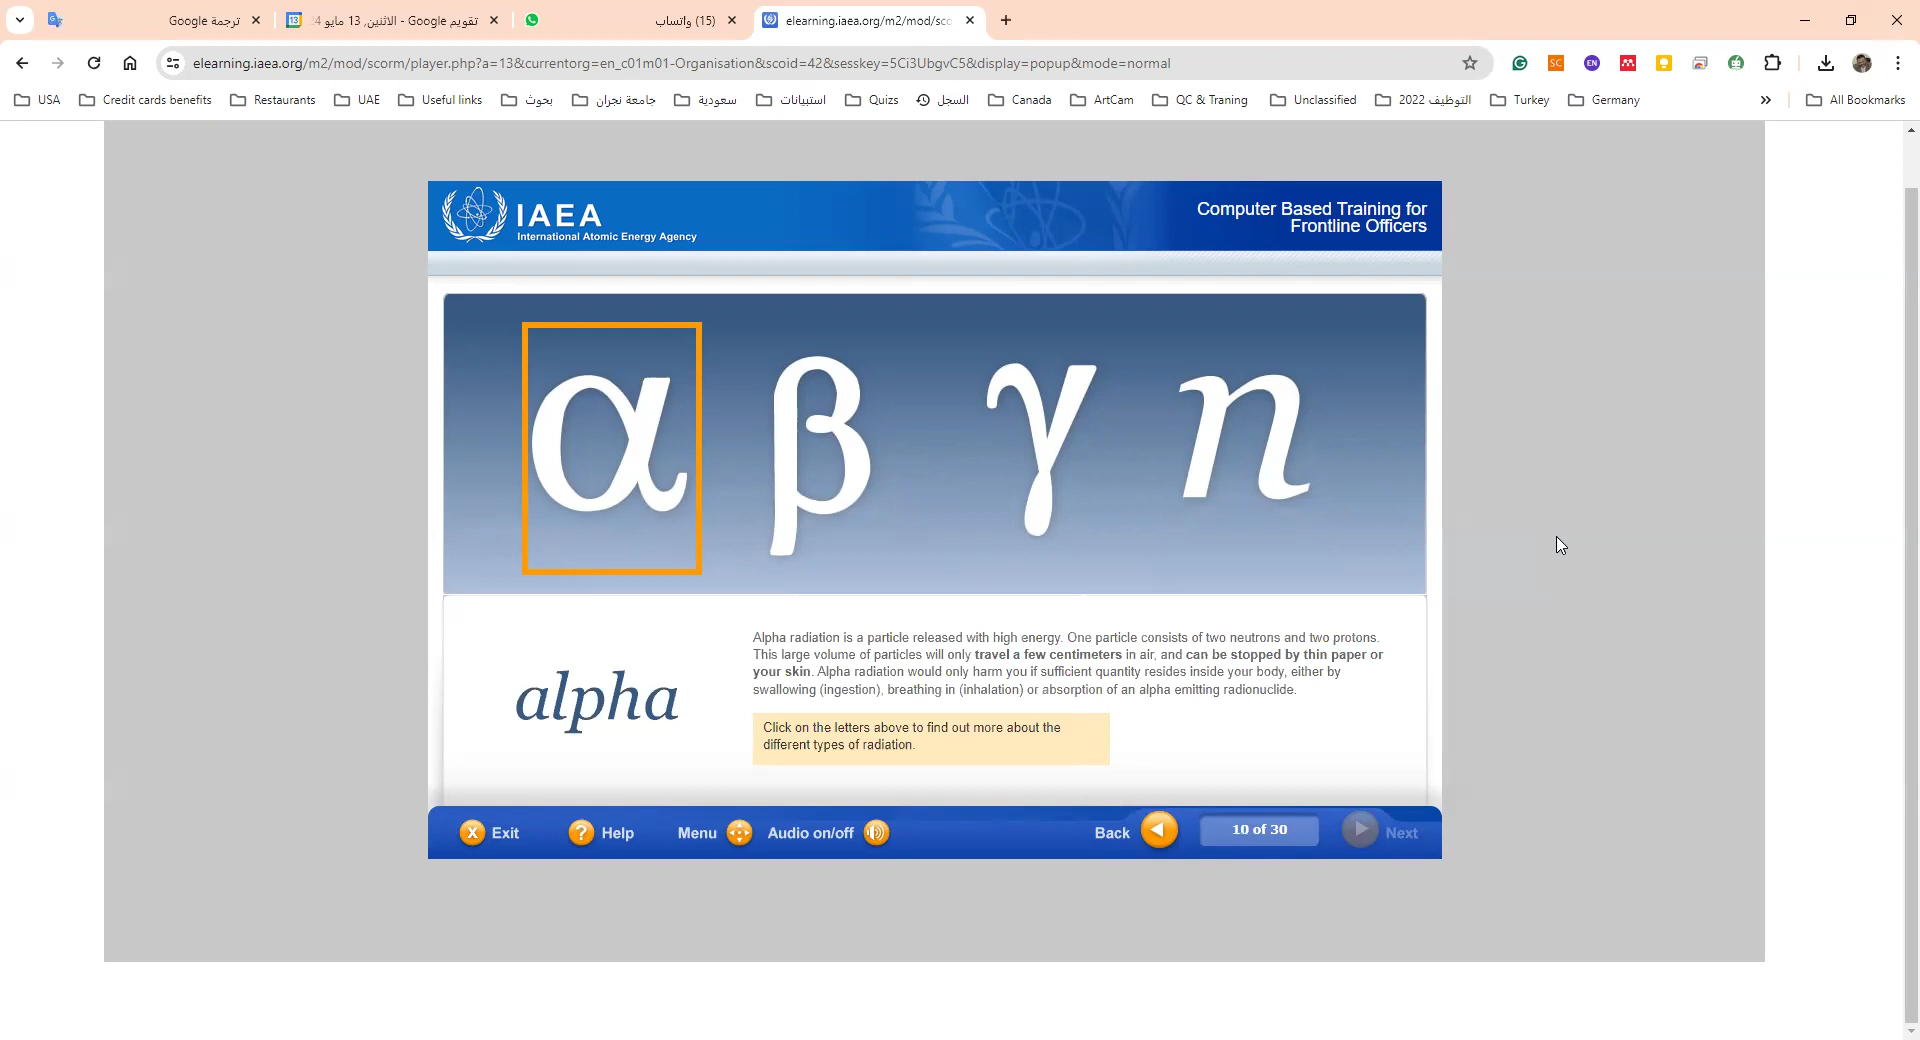 ترجمة Google
تقويم Google - الاثنين, 13 مايو
(15) واتساب
elearning.iaea.org/m2/mod/sco
elearning.iaea.org/m2/mod/scorm/player.php?a=13&currentorg=en_c01m01-Organisation&scoid=42&sesskey=5Ci3UbgvC5&display=popup&mode=normal
USA
Credit cards benefits
Restaurants
UAE
Useful links
بحوث
جامعة نجران
سعودية
استبيانات
Quizs
السجل
Canada
ArtCam
QC & Traning
Unclassified
التوظيف 2022
Turkey
Germany
All Bookmarks
IAEA
International Atomic Energy Agency
Computer Based Training for
Frontline Officers
α β γ n
alpha
Alpha radiation is a particle released with high energy. One particle consists of two neutrons and two protons.
This large volume of particles will only travel a few centimeters in air, and can be stopped by thin paper or
your skin. Alpha radiation would only harm you if sufficient quantity resides inside your body, either by
swallowing (ingestion), breathing in (inhalation) or absorption of an alpha emitting radionuclide.
Click on the letters above to find out more about the
different types of radiation.
Exit
Help
Menu
Audio on/off
Back
10 of 30
Next